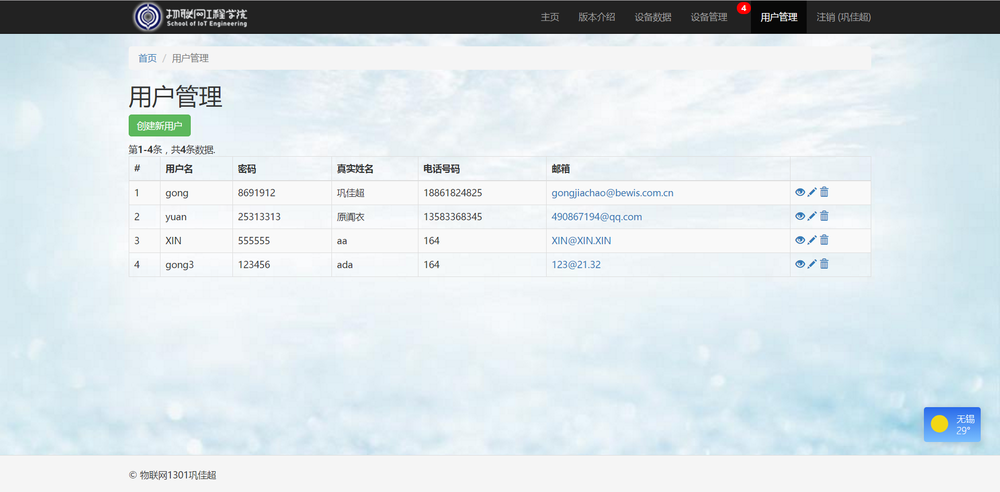 物联网工程学院
School of IoT Engineering
主页 版本介绍 设备数据 设备管理 4 用户管理 注销 (巩佳超)
首页 / 用户管理
用户管理
创建新用户
第1-4条，共4条数据.
# 用户名 密码 真实姓名 电话号码 邮箱
1 gong 8691912 巩佳超 18861824825 gongjiachao@bewis.com.cn
2 yuan 25313313 原阗衣 13583368345 490867194@qq.com
3 XIN 555555 aa 164 XIN@XIN.XIN
4 gong3 123456 ada 164 123@21.32
无锡
29°
© 物联网1301巩佳超